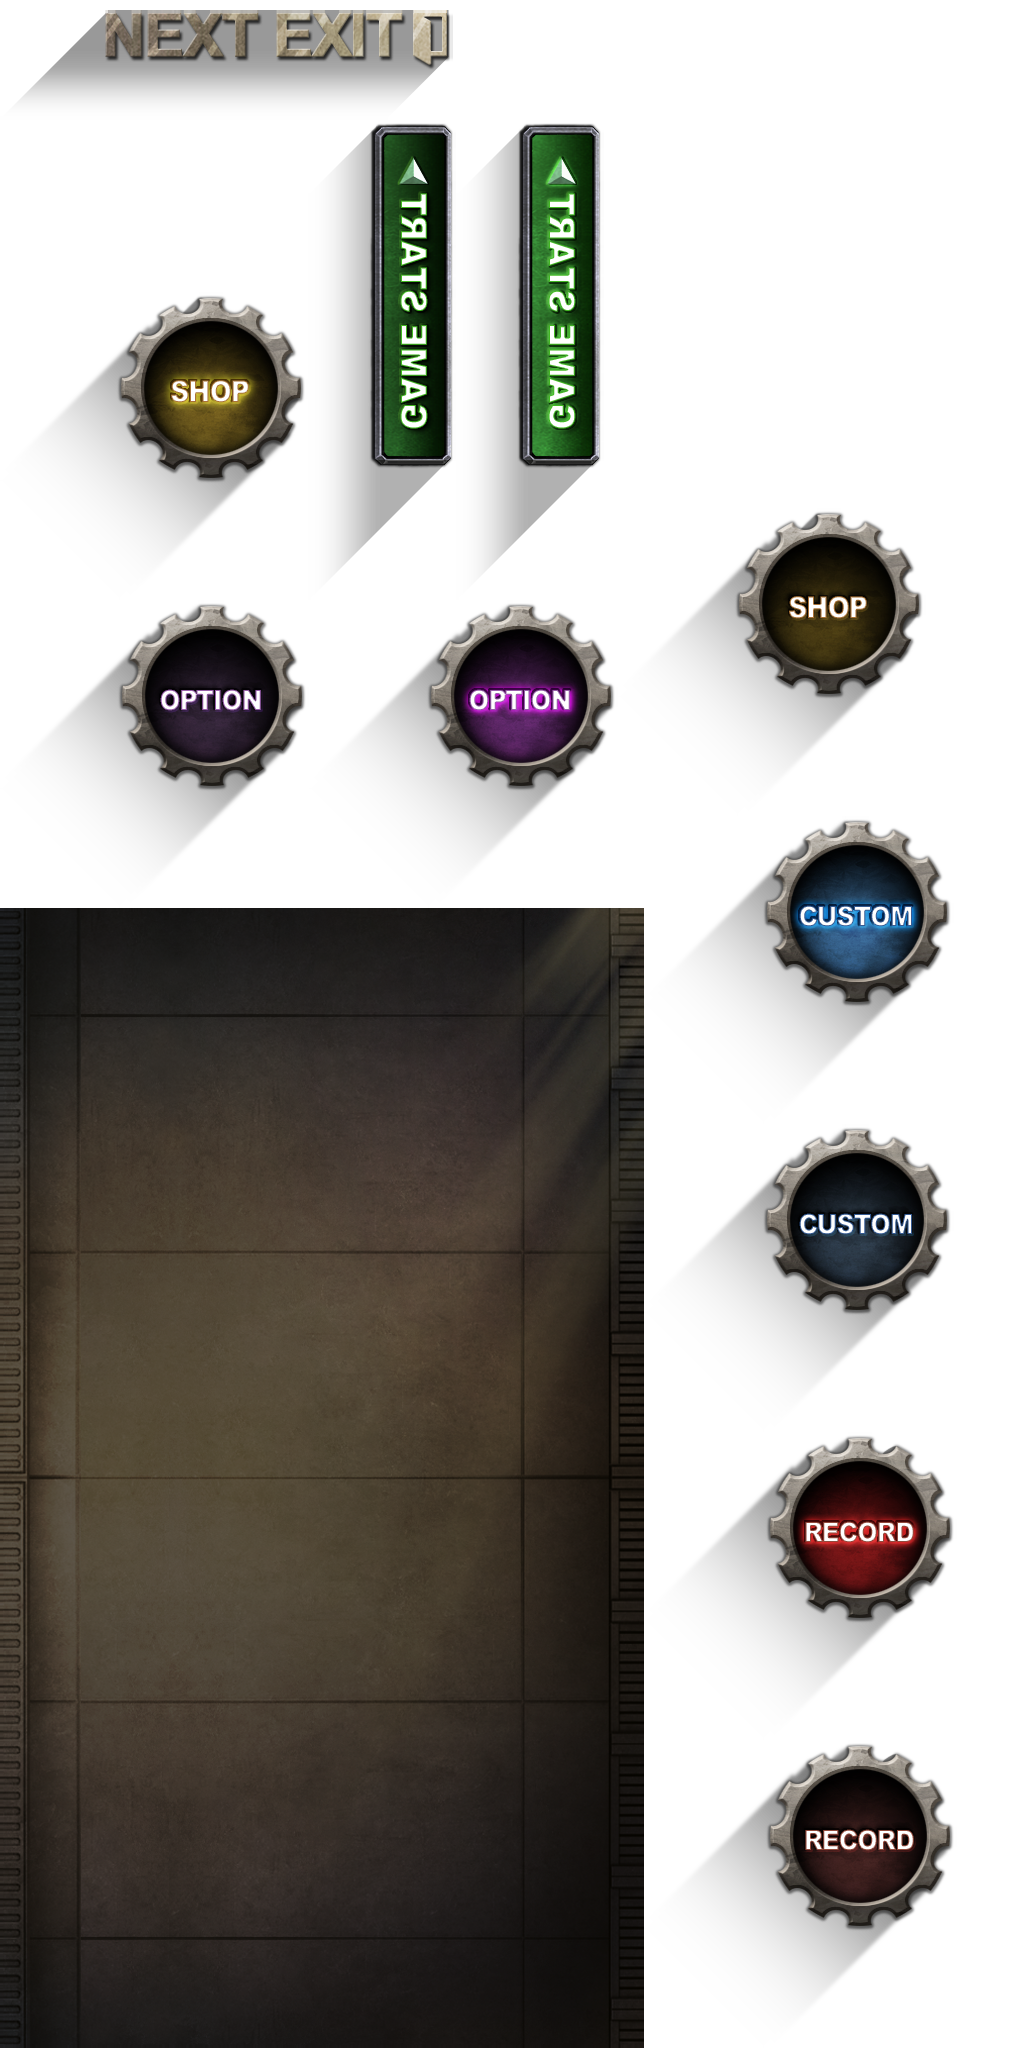 NEXT EXIT
GAME START
GAME START
SHOP
SHOP
OPTION
OPTION
CUSTOM
CUSTOM
RECORD
RECORD